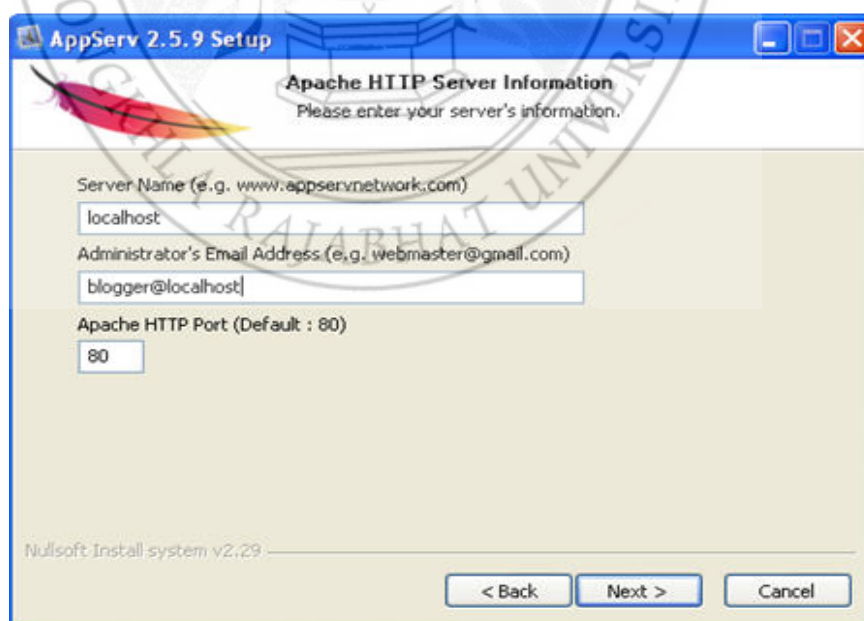 AppServ 2.5.9 Setup
Apache HTTP Server Information
Please enter your server's information.
Server Name (e.g. www.appservnetwork.com)
localhost
Administrator's Email Address (e.g. webmaster@gmail.com)
blogger@localhost
Apache HTTP Port (Default : 80)
80
Nullsoft Install system v2.29
< Back
Next >
Cancel
RAJABHAT UNIVERS